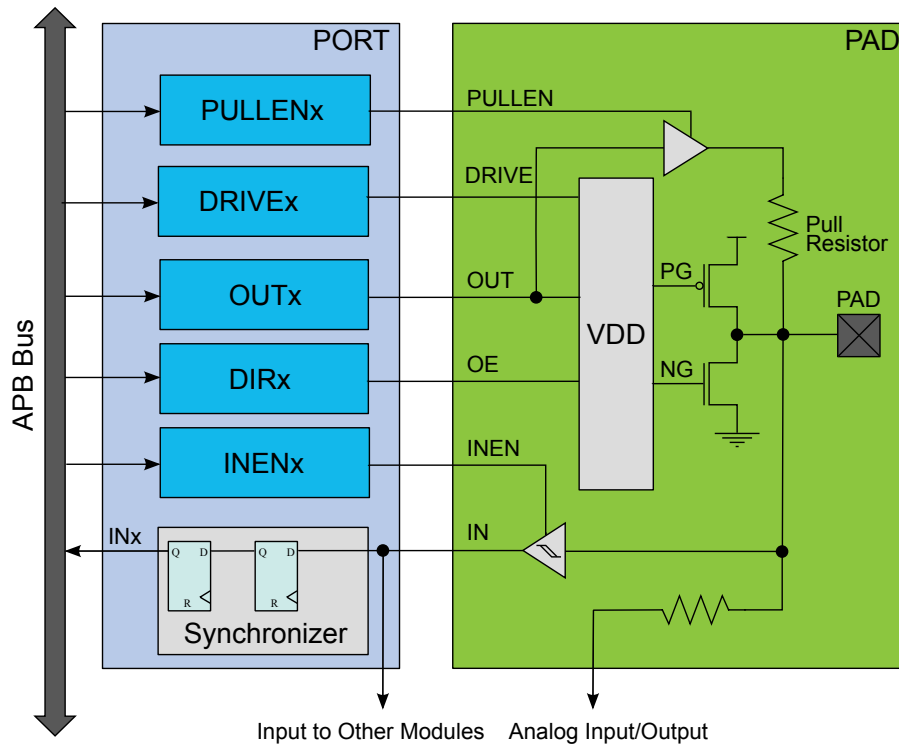 PORT
PAD
APB Bus
PULLENx
PULLEN
DRIVEx
DRIVE
Pull
Resistor
OUTx
OUT
PG
PAD
VDD
DIRx
OE
NG
INENx
INEN
INx
Q D
R
Q D
R
IN
Synchronizer
Input to Other Modules
Analog Input/Output